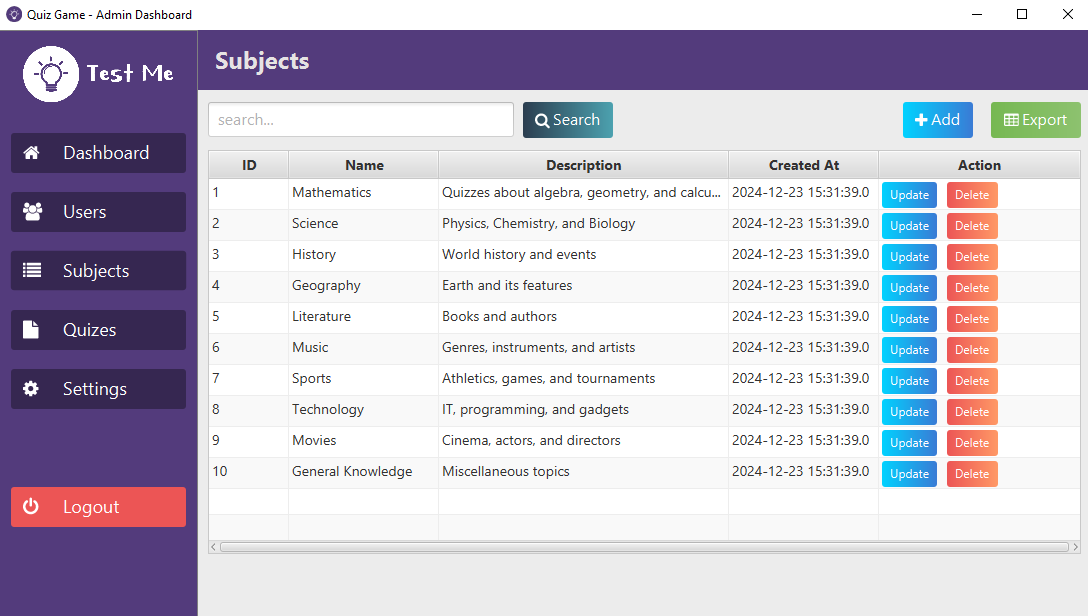 Quiz Game - Admin Dashboard
Test Me
Dashboard
Users
Subjects
Quizes
Settings
Logout
Subjects
search...
Search
Add
Export
ID Name Description Created At Action
1 Mathematics Quizzes about algebra, geometry, and calcu... 2024-12-23 15:31:39.0 Update Delete
2 Science Physics, Chemistry, and Biology 2024-12-23 15:31:39.0 Update Delete
3 History World history and events 2024-12-23 15:31:39.0 Update Delete
4 Geography Earth and its features 2024-12-23 15:31:39.0 Update Delete
5 Literature Books and authors 2024-12-23 15:31:39.0 Update Delete
6 Music Genres, instruments, and artists 2024-12-23 15:31:39.0 Update Delete
7 Sports Athletics, games, and tournaments 2024-12-23 15:31:39.0 Update Delete
8 Technology IT, programming, and gadgets 2024-12-23 15:31:39.0 Update Delete
9 Movies Cinema, actors, and directors 2024-12-23 15:31:39.0 Update Delete
10 General Knowledge Miscellaneous topics 2024-12-23 15:31:39.0 Update Delete